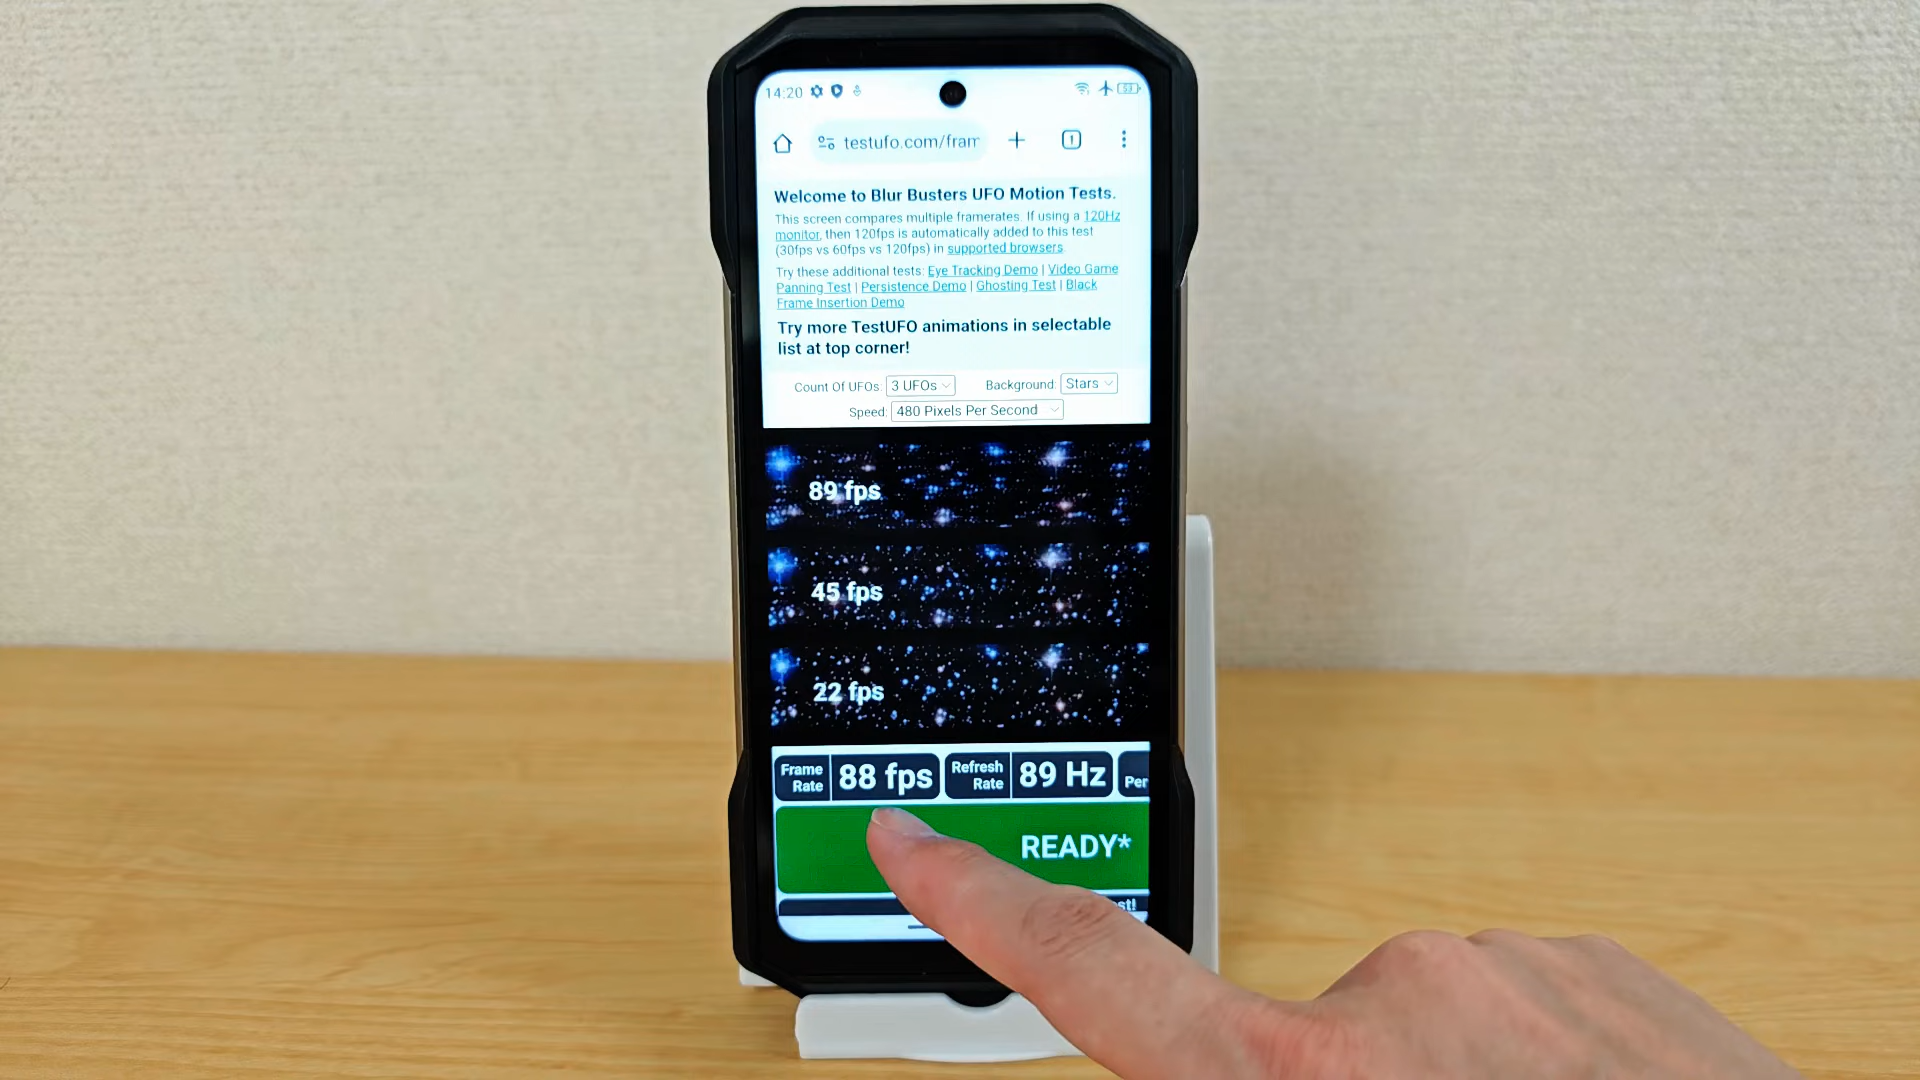 14:20 53
testufo.com/fram
1
Welcome to Blur Busters UFO Motion Tests.
This screen compares multiple framerates. If using a 120Hz
monitor, then 120fps is automatically added to this test
(30fps vs 60fps vs 120fps) in supported browsers.
Try these additional tests: Eye Tracking Demo | Video Game
Panning Test | Persistence Demo | Ghosting Test | Black
Frame Insertion Demo
Try more TestUFO animations in selectable
list at top corner!
Count Of UFOs: 3 UFOs Background: Stars
Speed: 480 Pixels Per Second
89 fps
45 fps
22 fps
Frame Rate 88 fps Refresh Rate 89 Hz Per
READY*
st!